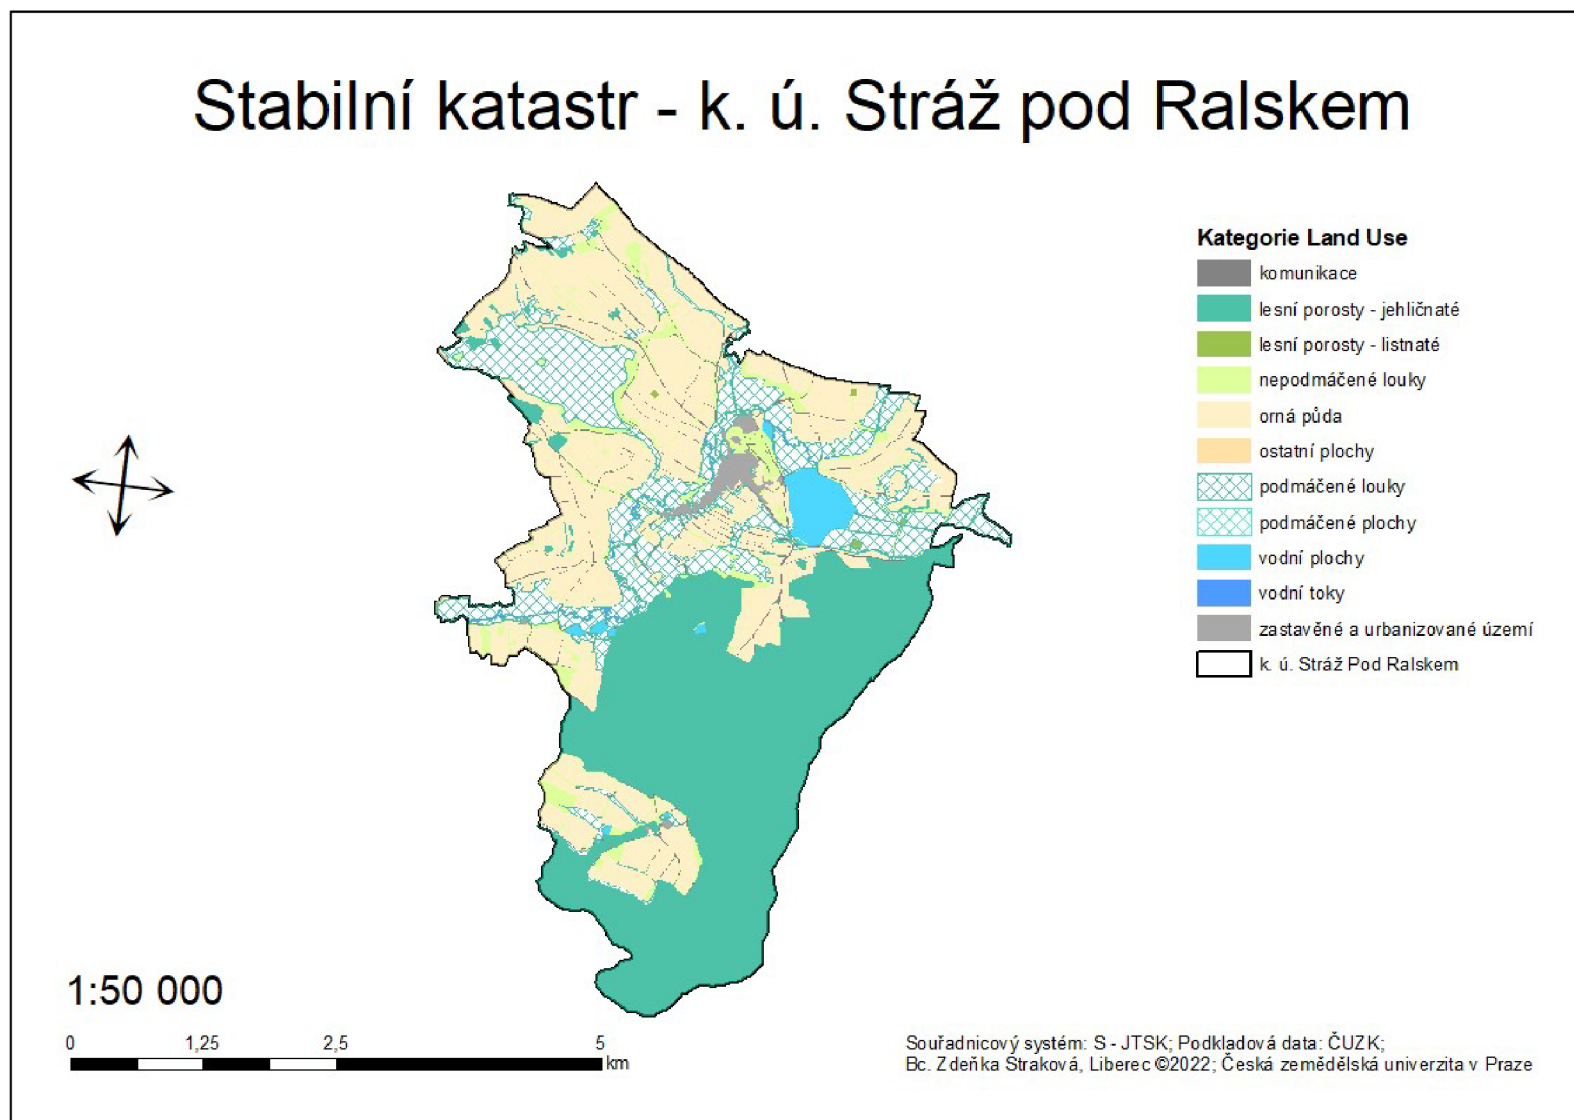 Stabilní katastr - k. ú. Stráž pod Ralskem
Kategorie Land Use
komunikace
lesní porosty - jehličnaté
lesní porosty - listnaté
nepodmáčené louky
orná půda
ostatní plochy
podmáčené louky
podmáčené plochy
vodní plochy
vodní toky
zastavěné a urbanizované území
k. ú. Stráž Pod Ralskem
1:50 000
0 1,25 2,5 5
km
Souřadnicový systém: S - JTSK; Podkladová data: ČUZK;
Bc. Zdeňka Straková, Liberec ©2022; Česká zemědělská univerzita v Praze